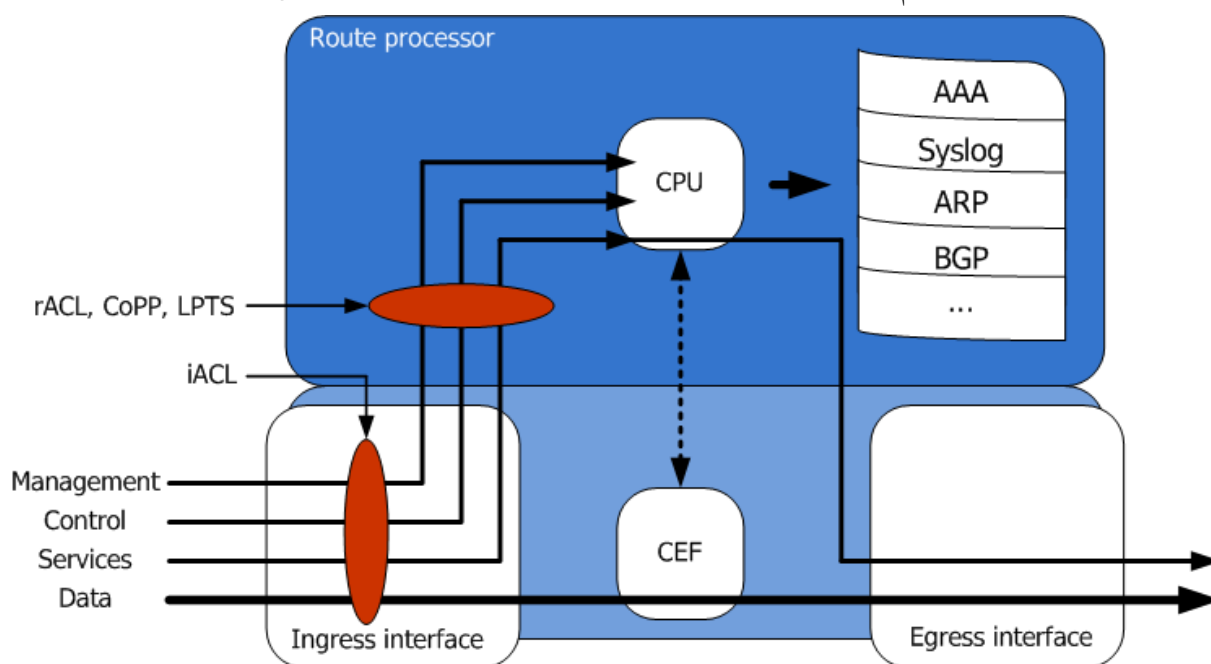 Route processor
AAA
Syslog
ARP
BGP
...
CPU
rACL, CoPP, LPTS
iACL
Management
Control
Services
Data
CEF
Ingress interface
Egress interface